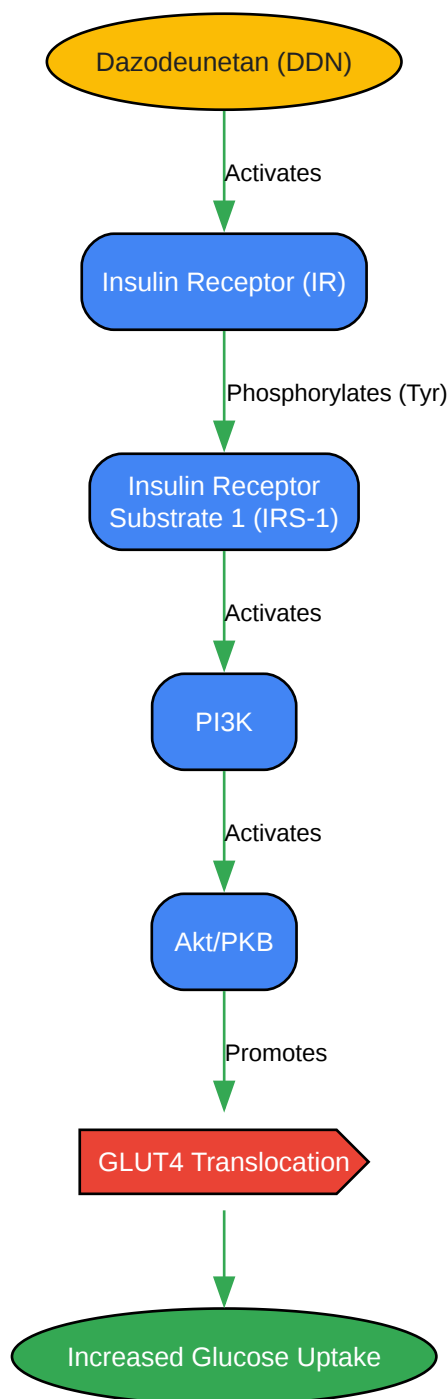 Dazodeunetan (DDN)
Activates
Insulin Receptor (IR)
Phosphorylates (Tyr)
Insulin Receptor
Substrate 1 (IRS-1)
Activates
PI3K
Activates
Akt/PKB
Promotes
GLUT4 Translocation
Increased Glucose Uptake